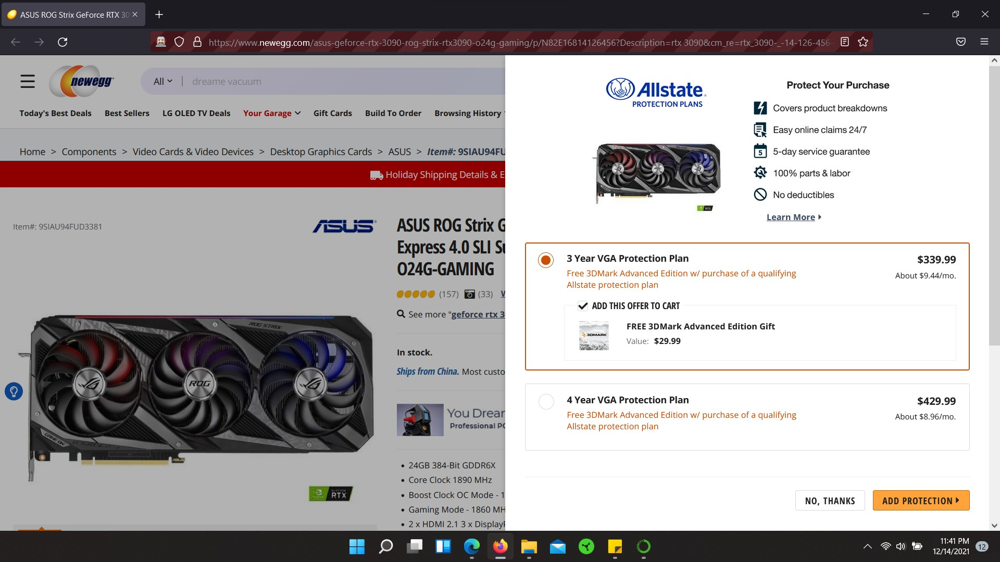 ASUS ROG Strix GeForce RTX 30
https://www.newegg.com/asus-geforce-rtx-3090-rog-strix-rtx3090-o24g-gaming/p/N82E16814126456?Description=rtx 3090&cm_re=rtx_3090-_-14-126-456-
newegg
All
dreame vacuum
Today's Best Deals
Best Sellers
LG OLED TV Deals
Your Garage
Gift Cards
Build To Order
Browsing History
Home > Components > Video Cards & Video Devices > Desktop Graphics Cards > ASUS > Item#: 9SIAU94FU
Holiday Shipping Details & E
Item#: 9SIAU94FUD3381
ASUS
ASUS ROG Strix G
Express 4.0 SLI Su
O24G-GAMING
(157) (33)
See more "geforce rtx 3
In stock.
Ships from China. Most custo
You Drear
Professional PC
24GB 384-Bit GDDR6X
Core Clock 1890 MHz
Boost Clock OC Mode - 1
Gaming Mode - 1860 MH
2 x HDMI 2.1 3 x DisplayP
ROG STRIX
ROG
GAME ON
ASUS
RTX
Allstate
PROTECTION PLANS
RTX
Protect Your Purchase
Covers product breakdowns
Easy online claims 24/7
5
5-day service guarantee
100% parts & labor
No deductibles
Learn More
3 Year VGA Protection Plan
$339.99
Free 3DMark Advanced Edition w/ purchase of a qualifying
Allstate protection plan
About $9.44/mo.
ADD THIS OFFER TO CART
3DMARK
FREE 3DMark Advanced Edition Gift
Value: $29.99
4 Year VGA Protection Plan
$429.99
Free 3DMark Advanced Edition w/ purchase of a qualifying
Allstate protection plan
About $8.96/mo.
NO, THANKS
ADD PROTECTION
11:41 PM
12/14/2021
12